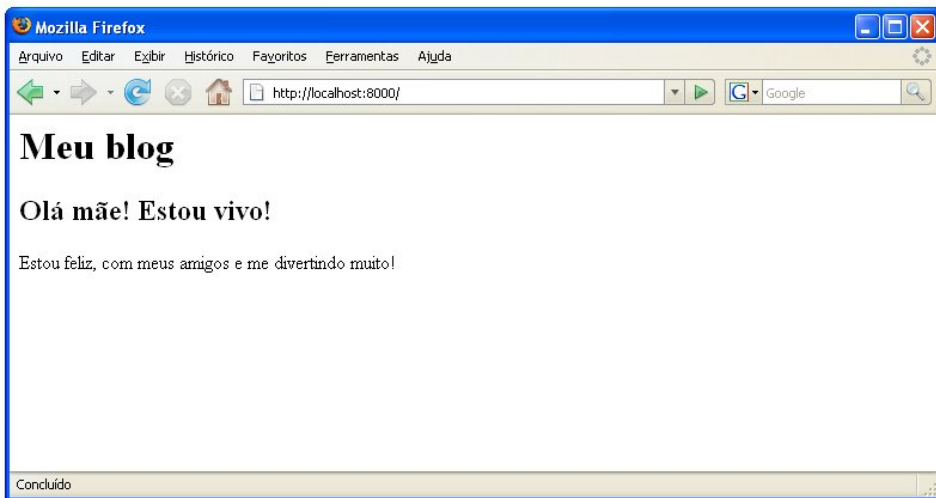 Mozilla Firefox
Arquivo Editar Exibir Histórico Favoritos Ferramentas Ajuda
http://localhost:8000/ G Google
Meu blog
Olá mãe! Estou vivo!
Estou feliz, com meus amigos e me divertindo muito!
Concluído